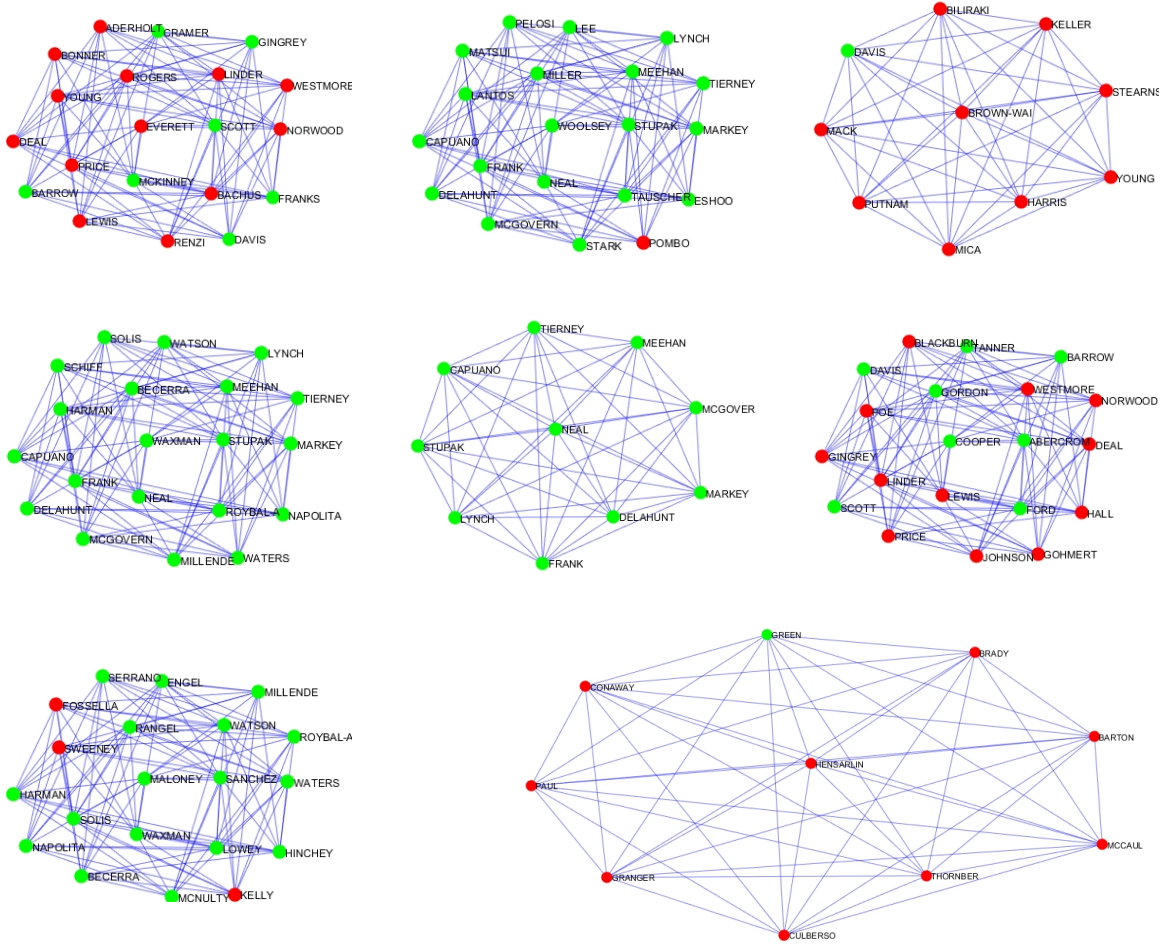 ADERHOLT
CRAMER
GINGREY
BONNER
ROGERS
LINDER
WESTMORE
YOUNG
EVERETT
SCOTT
NORWOOD
DEAL
PRICE
MCKINNEY
BARROW
BACHUS
FRANKS
LEWIS
RENZI
DAVIS
PELOSI
LEE
LYNCH
MATSUI
MILLER
MEEHAN
TIERNEY
LANTOS
WOOLSEY
STUPAK
MARKEY
CAPUANO
FRANK
NEAL
DELAHUNT
TAUSCHER
ESHOO
MCGOVERN
STARK
POMBO
BILIRAKI
KELLER
DAVIS
STEARNS
BROWN-WAI
MACK
YOUNG
PUTNAM
HARRIS
MICA
SOLIS
WATSON
LYNCH
SCHIFF
BECERRA
MEEHAN
TIERNEY
HARMAN
WAXMAN
STUPAK
MARKEY
CAPUANO
FRANK
NEAL
DELAHUNT
ROYBAL-A
NAPOLITA
MCGOVERN
MILLENDE
WATERS
TIERNEY
MEEHAN
CAPUANO
MCGOVER
NEAL
STUPAK
MARKEY
LYNCH
DELAHUNT
FRANK
BLACKBURN
TANNER
BARROW
DAVIS
GORDON
WESTMORE
NORWOOD
POE
COOPER
ABERCROM
DEAL
GINGREY
LINDER
LEWIS
SCOTT
FORD
HALL
PRICE
JOHNSON
GOHMERT
SERRANO
ENGEL
MILLENDE
FOSSELLA
RANGEL
WATSON
ROYBAL-A
SWEENEY
MALONEY
SANCHEZ
WATERS
HARMAN
SOLIS
WAXMAN
NAPOLITA
LOWEY
HINCHEY
BECERRA
MCNULTY
KELLY
GREEN
BRADY
CONAWAY
BARTON
HENSARLIN
PAUL
MCCAUL
GRANGER
THORNBER
CULBERSO